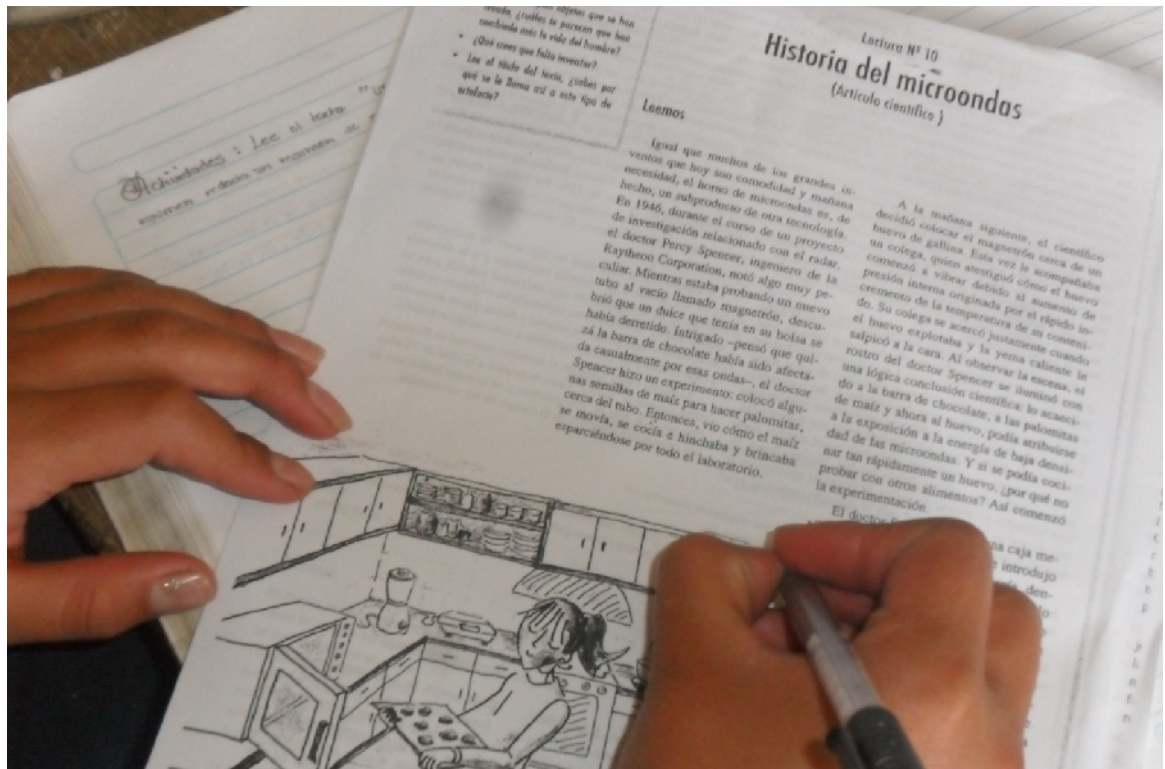 objetos que se han
creado, ¿cuáles te parecen que han
cambiado más la vida del hombre?
• ¿Qué crees que falta inventar?
• Lee el título del texto, ¿sabes por
qué se le llama así a este tipo de
artefacto?
Actividades : Lee el texto "
resumen redacta un resumen de
Lectura Nº 10
Historia del microondas
(Artículo científico )
Leemos
Igual que muchos de los grandes in-
ventos que hoy son comodidad y mañana
necesidad, el horno de microondas es, de
hecho, un subproducto de otra tecnología.
En 1946, durante el curso de un proyecto
de investigación relacionado con el radar,
el doctor Percy Spencer, ingeniero de la
Raytheon Corporation, notó algo muy pe-
culiar. Mientras estaba probando un nuevo
tubo al vacío llamado magnetrón, descu-
brió que un dulce que tenía en su bolsa se
había derretido. Intrigado –pensó que qui-
zá la barra de chocolate había sido afecta-
da casualmente por esas ondas–, el doctor
Spencer hizo un experimento: colocó algu-
nas semillas de maíz para hacer palomitas,
cerca del tubo. Entonces, vio cómo el maíz
se movía, se cocía e hinchaba y brincaba
esparciéndose por todo el laboratorio.
A la mañana siguiente, el científico
decidió colocar el magnetrón cerca de un
huevo de gallina. Esta vez le acompañaba
un colega, quien atestiguó cómo el huevo
comenzó a vibrar debido al aumento de
presión interna originada por el rápido in-
cremento de la temperatura de su conteni-
do. Su colega se acercó justamente cuando
el huevo explotaba y la yema caliente le
salpicó a la cara. Al observar la escena, el
rostro del doctor Spencer se iluminó con
una lógica conclusión científica: lo acaeci-
do a la barra de chocolate, a las palomitas
de maíz y ahora al huevo, podía atribuirse
a la exposición a la energía de baja densi-
dad de las microondas. Y si se podía coci-
nar tan rápidamente un huevo, ¿por qué no
probar con otros alimentos? Así comenzó
la experimentación.
El doctor
na caja me-
introdujo
den-